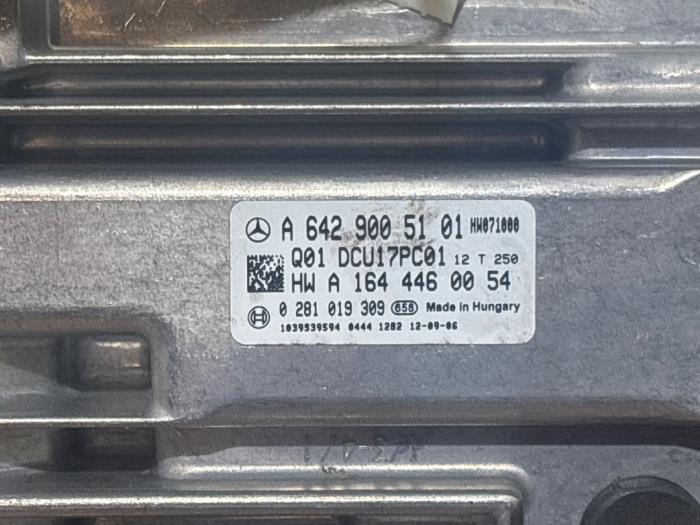 A 642 900 51 01 HW071000
Q01 DCU17PC01 12 T 250
HW A 164 446 00 54
0 281 019 309 658 Made in Hungary
1039S39594 0444 1282 12-09-06